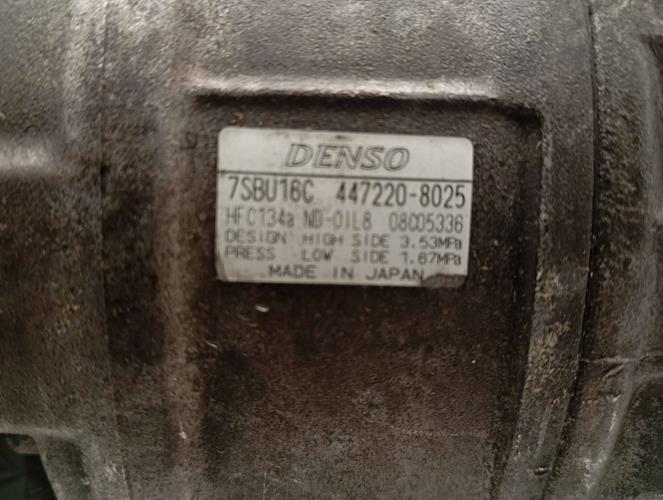 DENSO
7SBU16C 447220-8025
HFC134a ND-OIL8 08C05336
DESIGN HIGH SIDE 3.53MPa
PRESS LOW SIDE 1.67MPa
MADE IN JAPAN